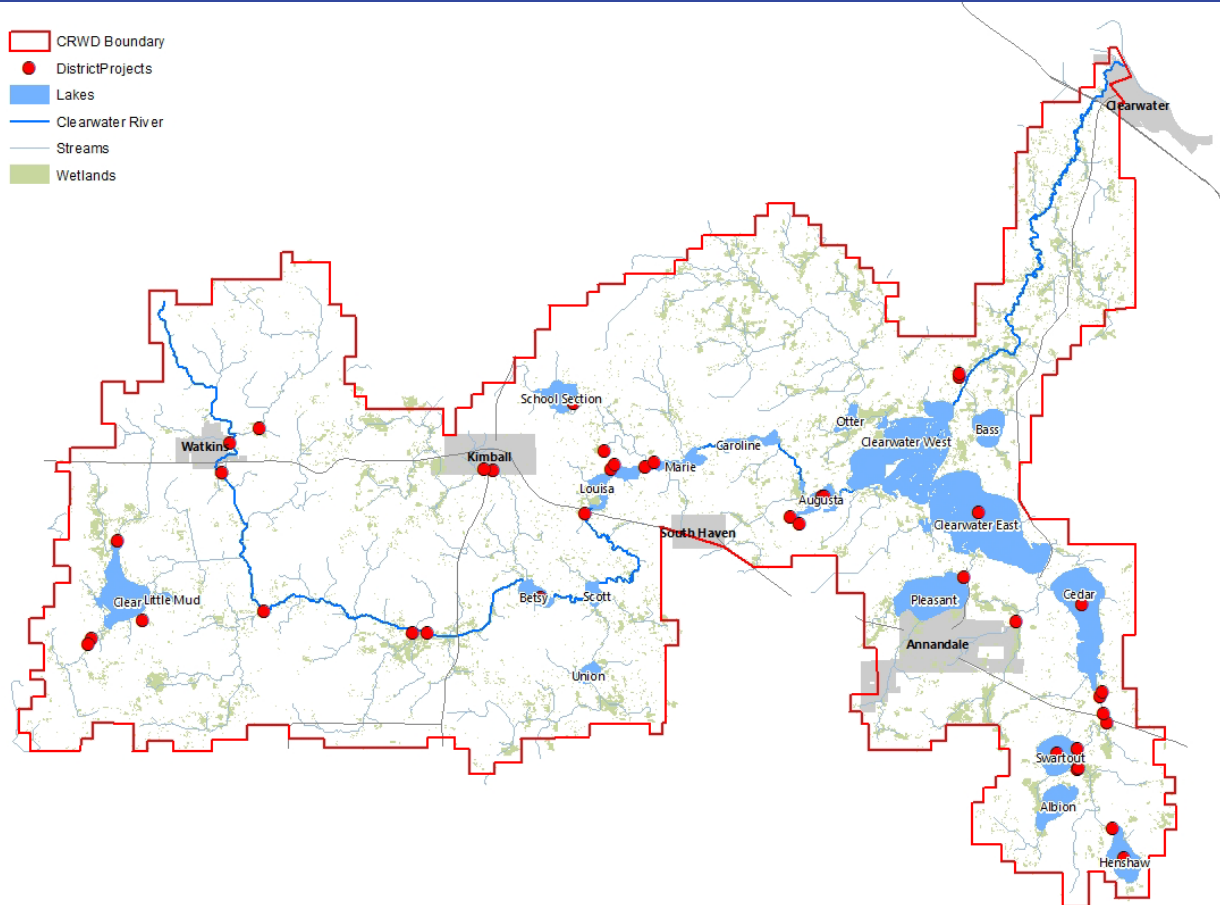 CRWD Boundary
DistrictProjects
Lakes
Clearwater River
Streams
Wetlands
Clearwater
School Section
Otter
Bass
Clearwater West
Caroline
Watkins
Kimball
Marie
Louisa
Augusta
Clearwater East
South Haven
Clear
Little Mud
Betsy
Scott
Pleasant
Cedar
Annandale
Union
Swartout
Albion
Henshaw